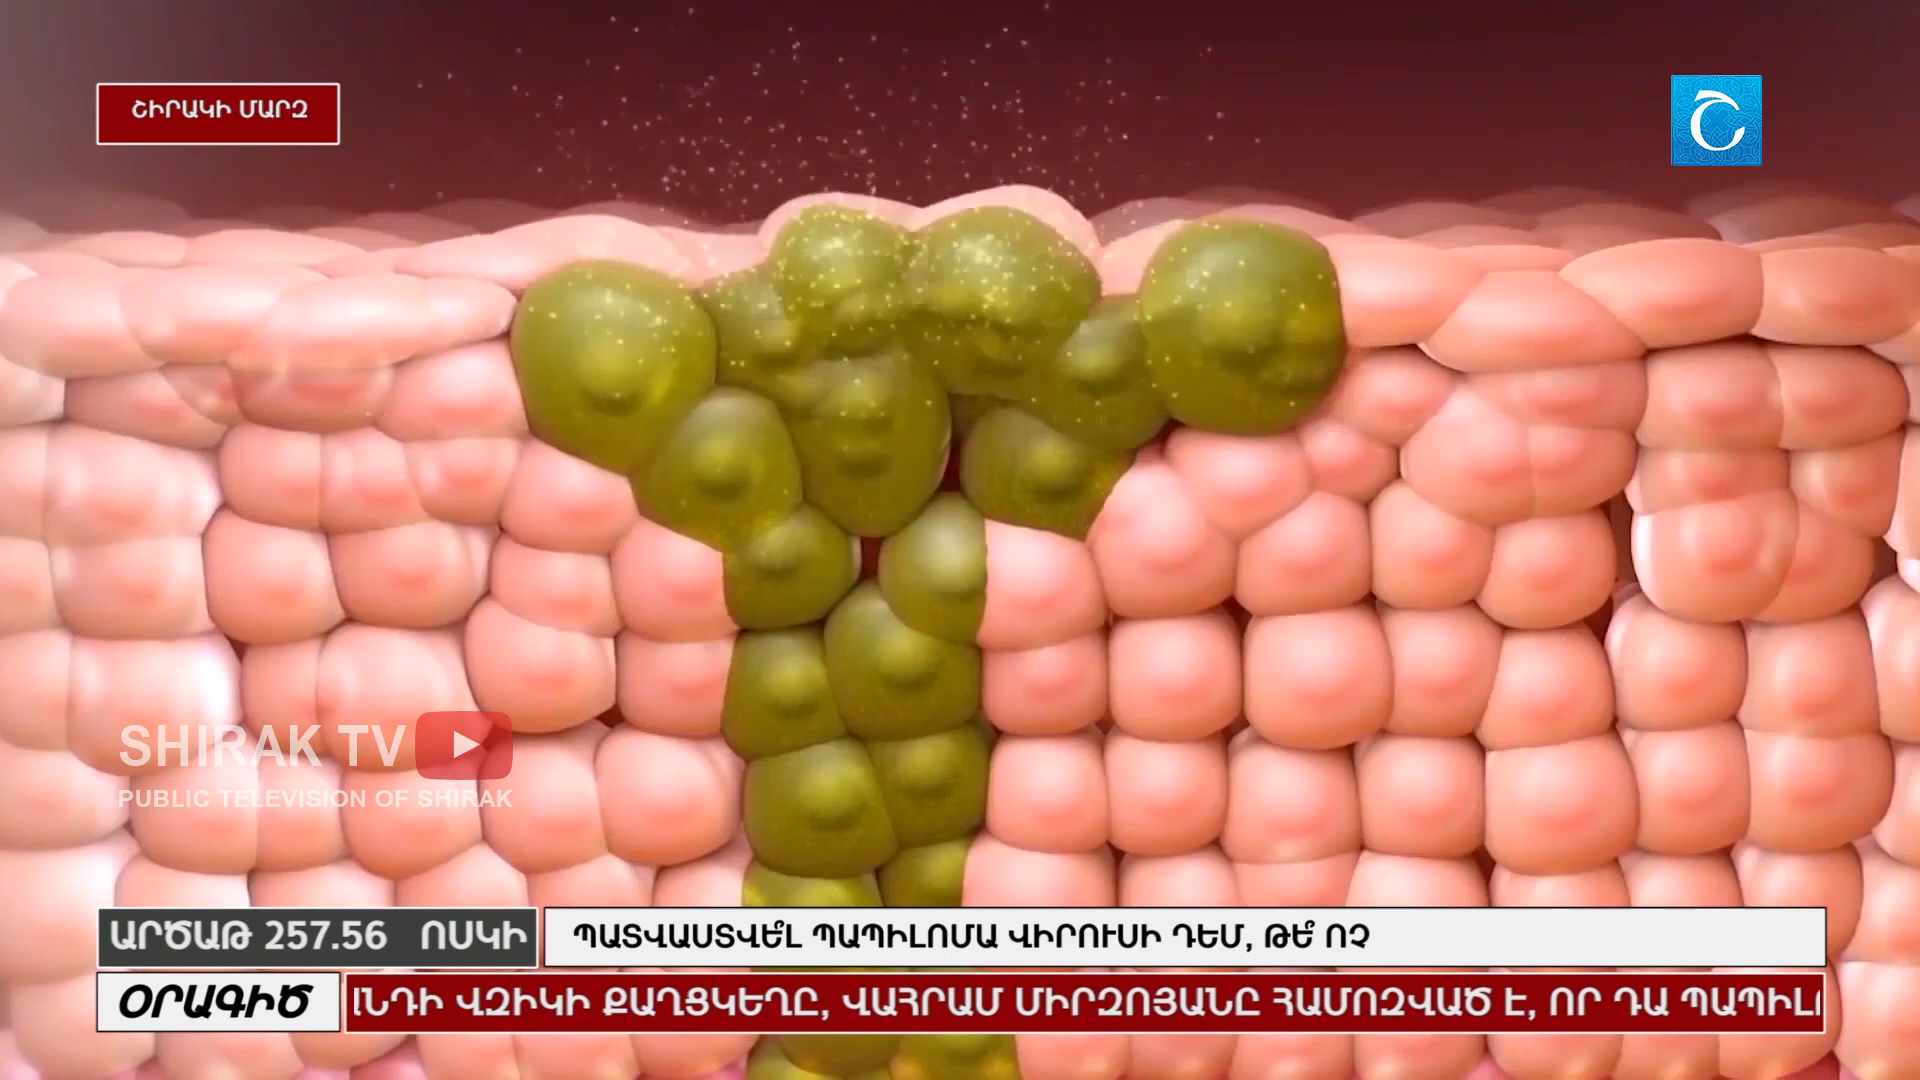 ՇԻՐԱԿԻ ՄԱՐԶ
SHIRAK TV
PUBLIC TELEVISION OF SHIRAK
ԱՐԾԱԹ 257.56 ՈՍԿԻ
ՊԱՏՎԱՍՏՎԵ՞Լ ՊԱՊԻԼՈՄԱ ՎԻՐՈՒՍԻ ԴԵՄ, ԹԵ՞ ՈՉ
ՕՐԱԳԻԾ
ՎԶԻԿԻ ՔԱՂՑԿԵՂԸ, ՎԱՀՐԱՄ ՄԻՐԶՈՅԱՆԸ ՀԱՄՈԶՎԱԾ Է, ՈՐ ԴԱ